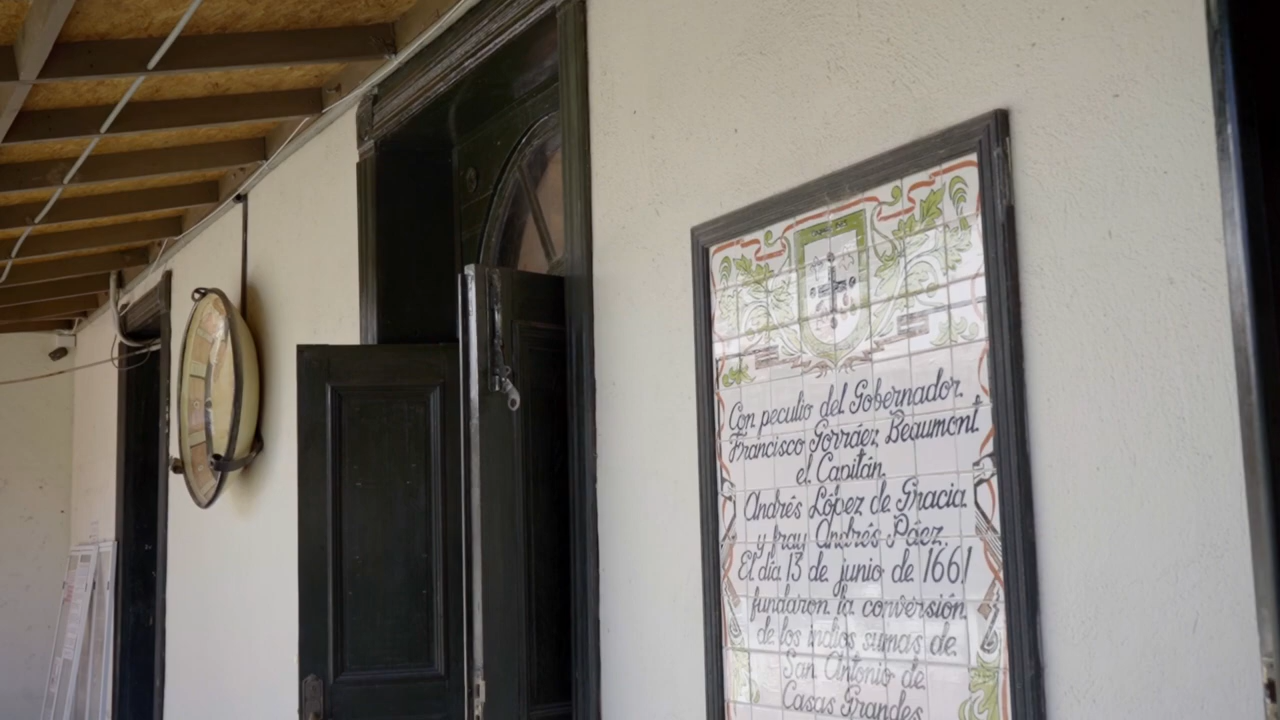 Con peculio del Gobernador.
Francisco Gorráez, Beaumont.
el Capitán.
Andrés López de Gracia.
y fray Andrés Páez.
El día 13 de junio de 1661
fundaron la conversión.
de los indios sumas de.
San Antonio de
Casas Grandes